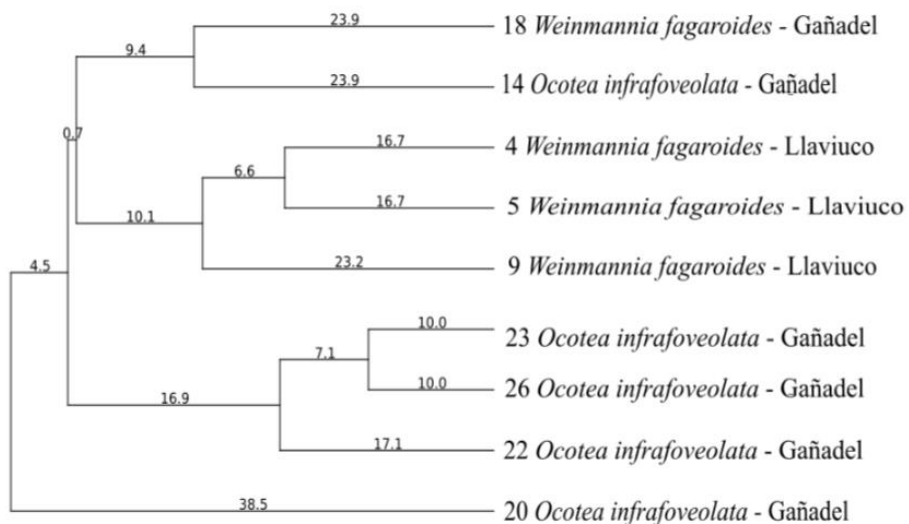 23.9
18 Weinmannia fagaroides - Gañadel
9.4
23.9
14 Ocotea infrafoveolata - Gañadel
0.7
16.7
4 Weinmannia fagaroides - Llaviuco
6.6
16.7
5 Weinmannia fagaroides - Llaviuco
10.1
23.2
9 Weinmannia fagaroides - Llaviuco
4.5
10.0
23 Ocotea infrafoveolata - Gañadel
7.1
10.0
26 Ocotea infrafoveolata - Gañadel
16.9
17.1
22 Ocotea infrafoveolata - Gañadel
38.5
20 Ocotea infrafoveolata - Gañadel